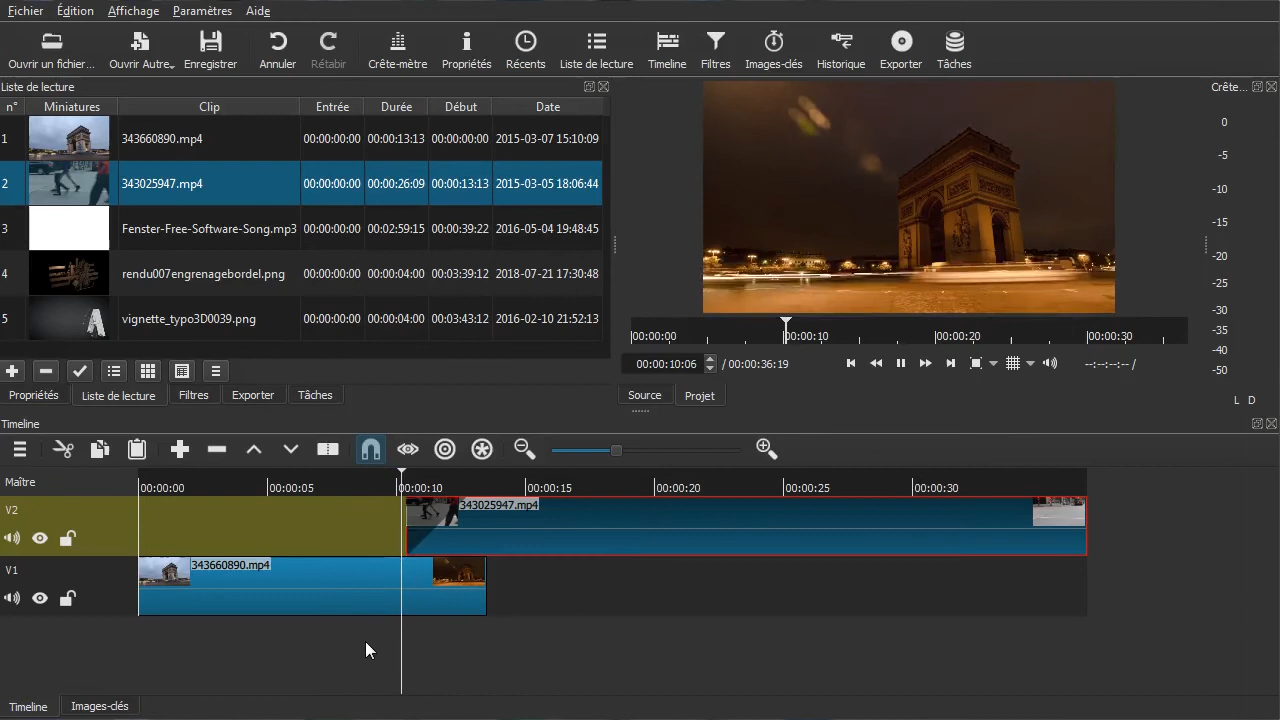 Fichier Édition Affichage Paramètres Aide
Ouvrir un fichier... Ouvrir Autre... Enregistrer Annuler Rétabir Crête-mètre Propriétés Récents Liste de lecture Timeline Filtres Images-clés Historique Exporter Tâches
Liste de lecture
n° Miniatures Clip Entrée Durée Début Date
1 343660890.mp4 00:00:00:00 00:00:13:13 00:00:00:00 2015-03-07 15:10:09
2 343025947.mp4 00:00:00:00 00:00:26:09 00:00:13:13 2015-03-05 18:06:44
3 Fenster-Free-Software-Song.mp3 00:00:00:00 00:02:59:15 00:00:39:22 2016-05-04 19:48:45
4 rendu007engrenagebordel.png 00:00:00:00 00:00:04:00 00:03:39:12 2018-07-21 17:30:48
5 vignette_typo3D0039.png 00:00:00:00 00:00:04:00 00:03:43:12 2016-02-10 21:52:13
Propriétés Liste de lecture Filtres Exporter Tâches
00:00:00 00:00:10 00:00:20 00:00:30
00:00:10:06 / 00:00:36:19 --:--:--:-- /
Source Projet
Crête...
0
-5
-10
-15
-20
-25
-30
-35
-40
-50
L D
Timeline
Maître
00:00:00 00:00:05 00:00:10 00:00:15 00:00:20 00:00:25 00:00:30
V2 343025947.mp4
V1 343660890.mp4
Timeline Images-clés